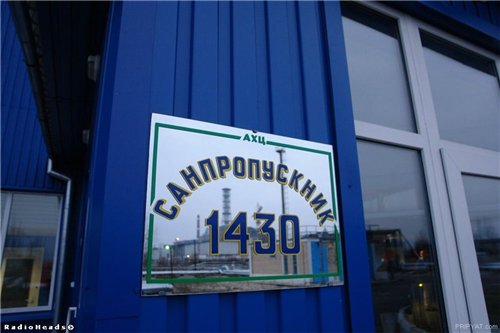 АХЦ
САНПРОПУСКНИК
1430
RadioHeads©
PRIPYAT.com